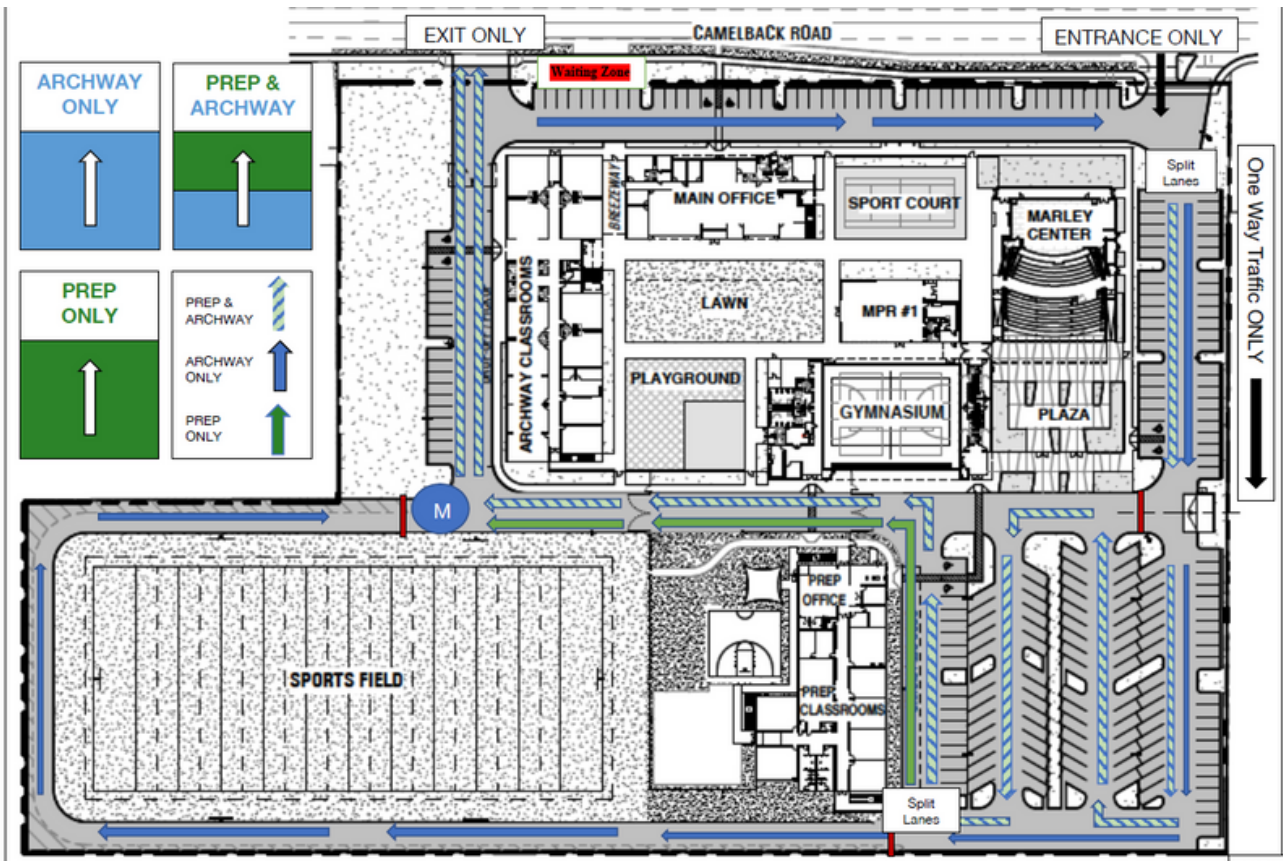 EXIT ONLY
CAMELBACK ROAD
ENTRANCE ONLY
Waiting Zone
ARCHWAY
ONLY
PREP &
ARCHWAY
PREP
ONLY
PREP &
ARCHWAY
ARCHWAY
ONLY
PREP
ONLY
Split
Lanes
One Way Traffic ONLY
BREEZEWAY
MAIN OFFICE
SPORT COURT
MARLEY
CENTER
ARCHWAY CLASSROOMS
LAWN
MPR #1
PLAYGROUND
GYMNASIUM
PLAZA
M
PREP
OFFICE
SPORTS FIELD
PREP
CLASSROOMS
Split
Lanes